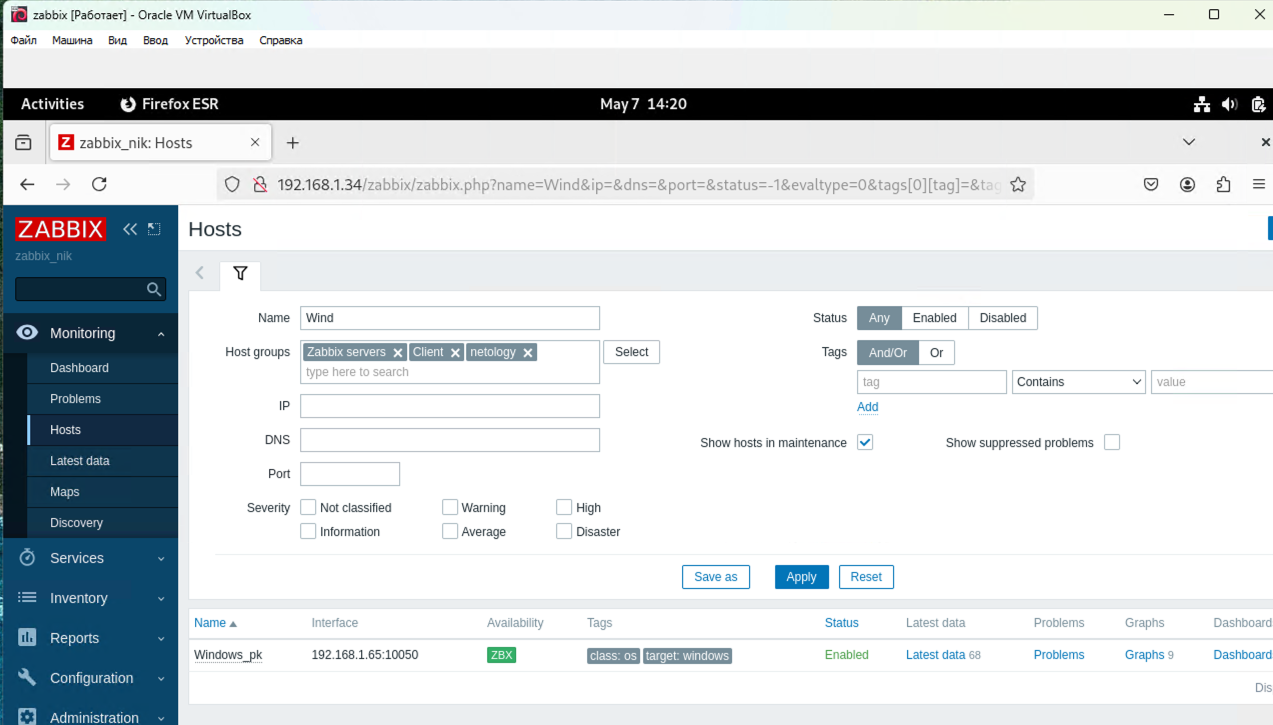 zabbix [Работает] - Oracle VM VirtualBox
Файл Машина Вид Ввод Устройства Справка
Activities Firefox ESR May 7 14:20
zabbix_nik: Hosts
192.168.1.34/zabbix/zabbix.php?name=Wind&ip=&dns=&port=&status=-1&evaltype=0&tags[0][tag]=&tag
ZABBIX
zabbix_nik
Monitoring
Dashboard
Problems
Hosts
Latest data
Maps
Discovery
Services
Inventory
Reports
Configuration
Administration
Hosts
Name Wind
Host groups Zabbix servers Client netology Select
type here to search
IP
DNS
Port
Severity Not classified Warning High
Information Average Disaster
Status Any Enabled Disabled
Tags And/Or Or
tag Contains value
Add
Show hosts in maintenance Show suppressed problems
Save as Apply Reset
Name Interface Availability Tags Status Latest data Problems Graphs Dashboard
Windows_pk 192.168.1.65:10050 ZBX class: os target: windows Enabled Latest data 68 Problems Graphs 9 Dashboard
Dis